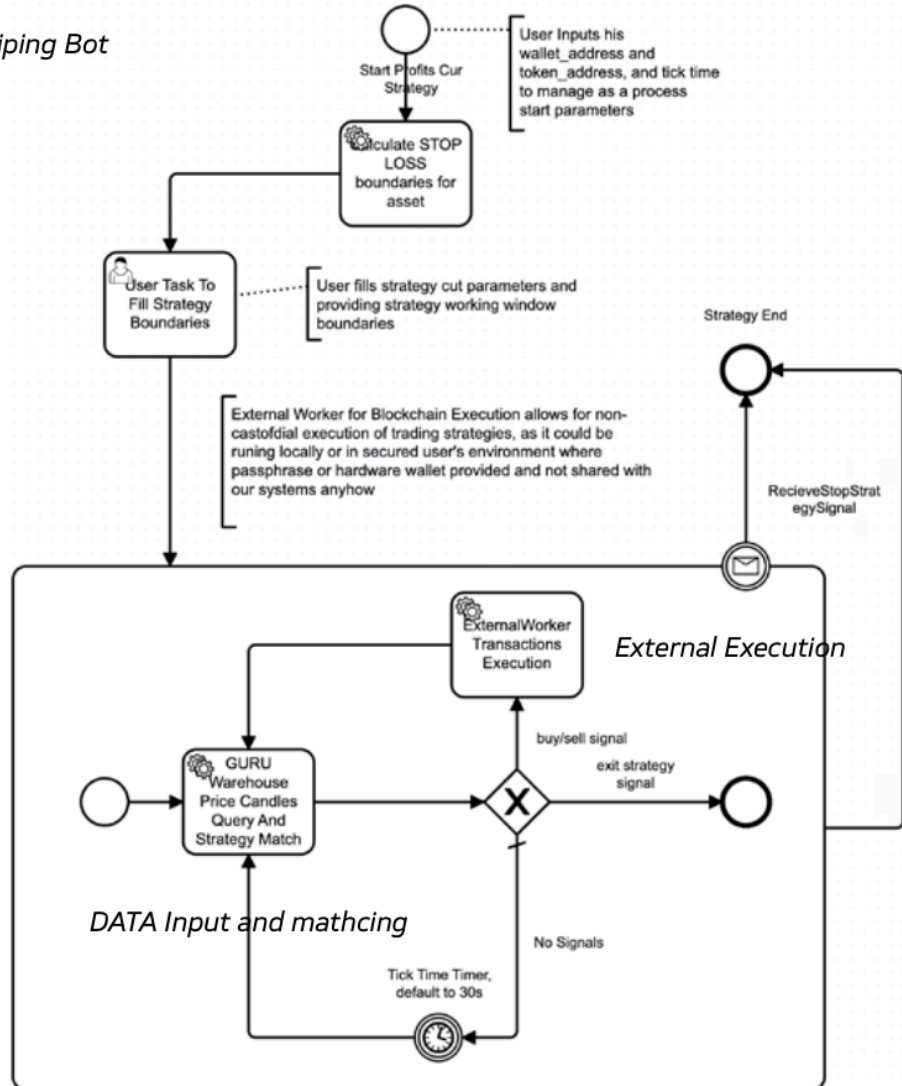 iping Bot
Start Profits Cur
Strategy
User Inputs his
wallet_address and
token_address, and tick time
to manage as a process
start parameters
Calculate STOP
LOSS
boundaries for
asset
User Task To
Fill Strategy
Boundaries
User fills strategy cut parameters and
providing strategy working window
boundaries
Strategy End
External Worker for Blockchain Execution allows for non-
castofdial execution of trading strategies, as it could be
runing locally or in secured user's environment where
passphrase or hardware wallet provided and not shared with
our systems anyhow
RecieveStopStrat
egySignal
ExternalWorker
Transactions
Execution
External Execution
buy/sell signal
exit strategy
signal
GURU
Warehouse
Price Candles
Query And
Strategy Match
X
DATA Input and mathcing
No Signals
Tick Time Timer,
default to 30s